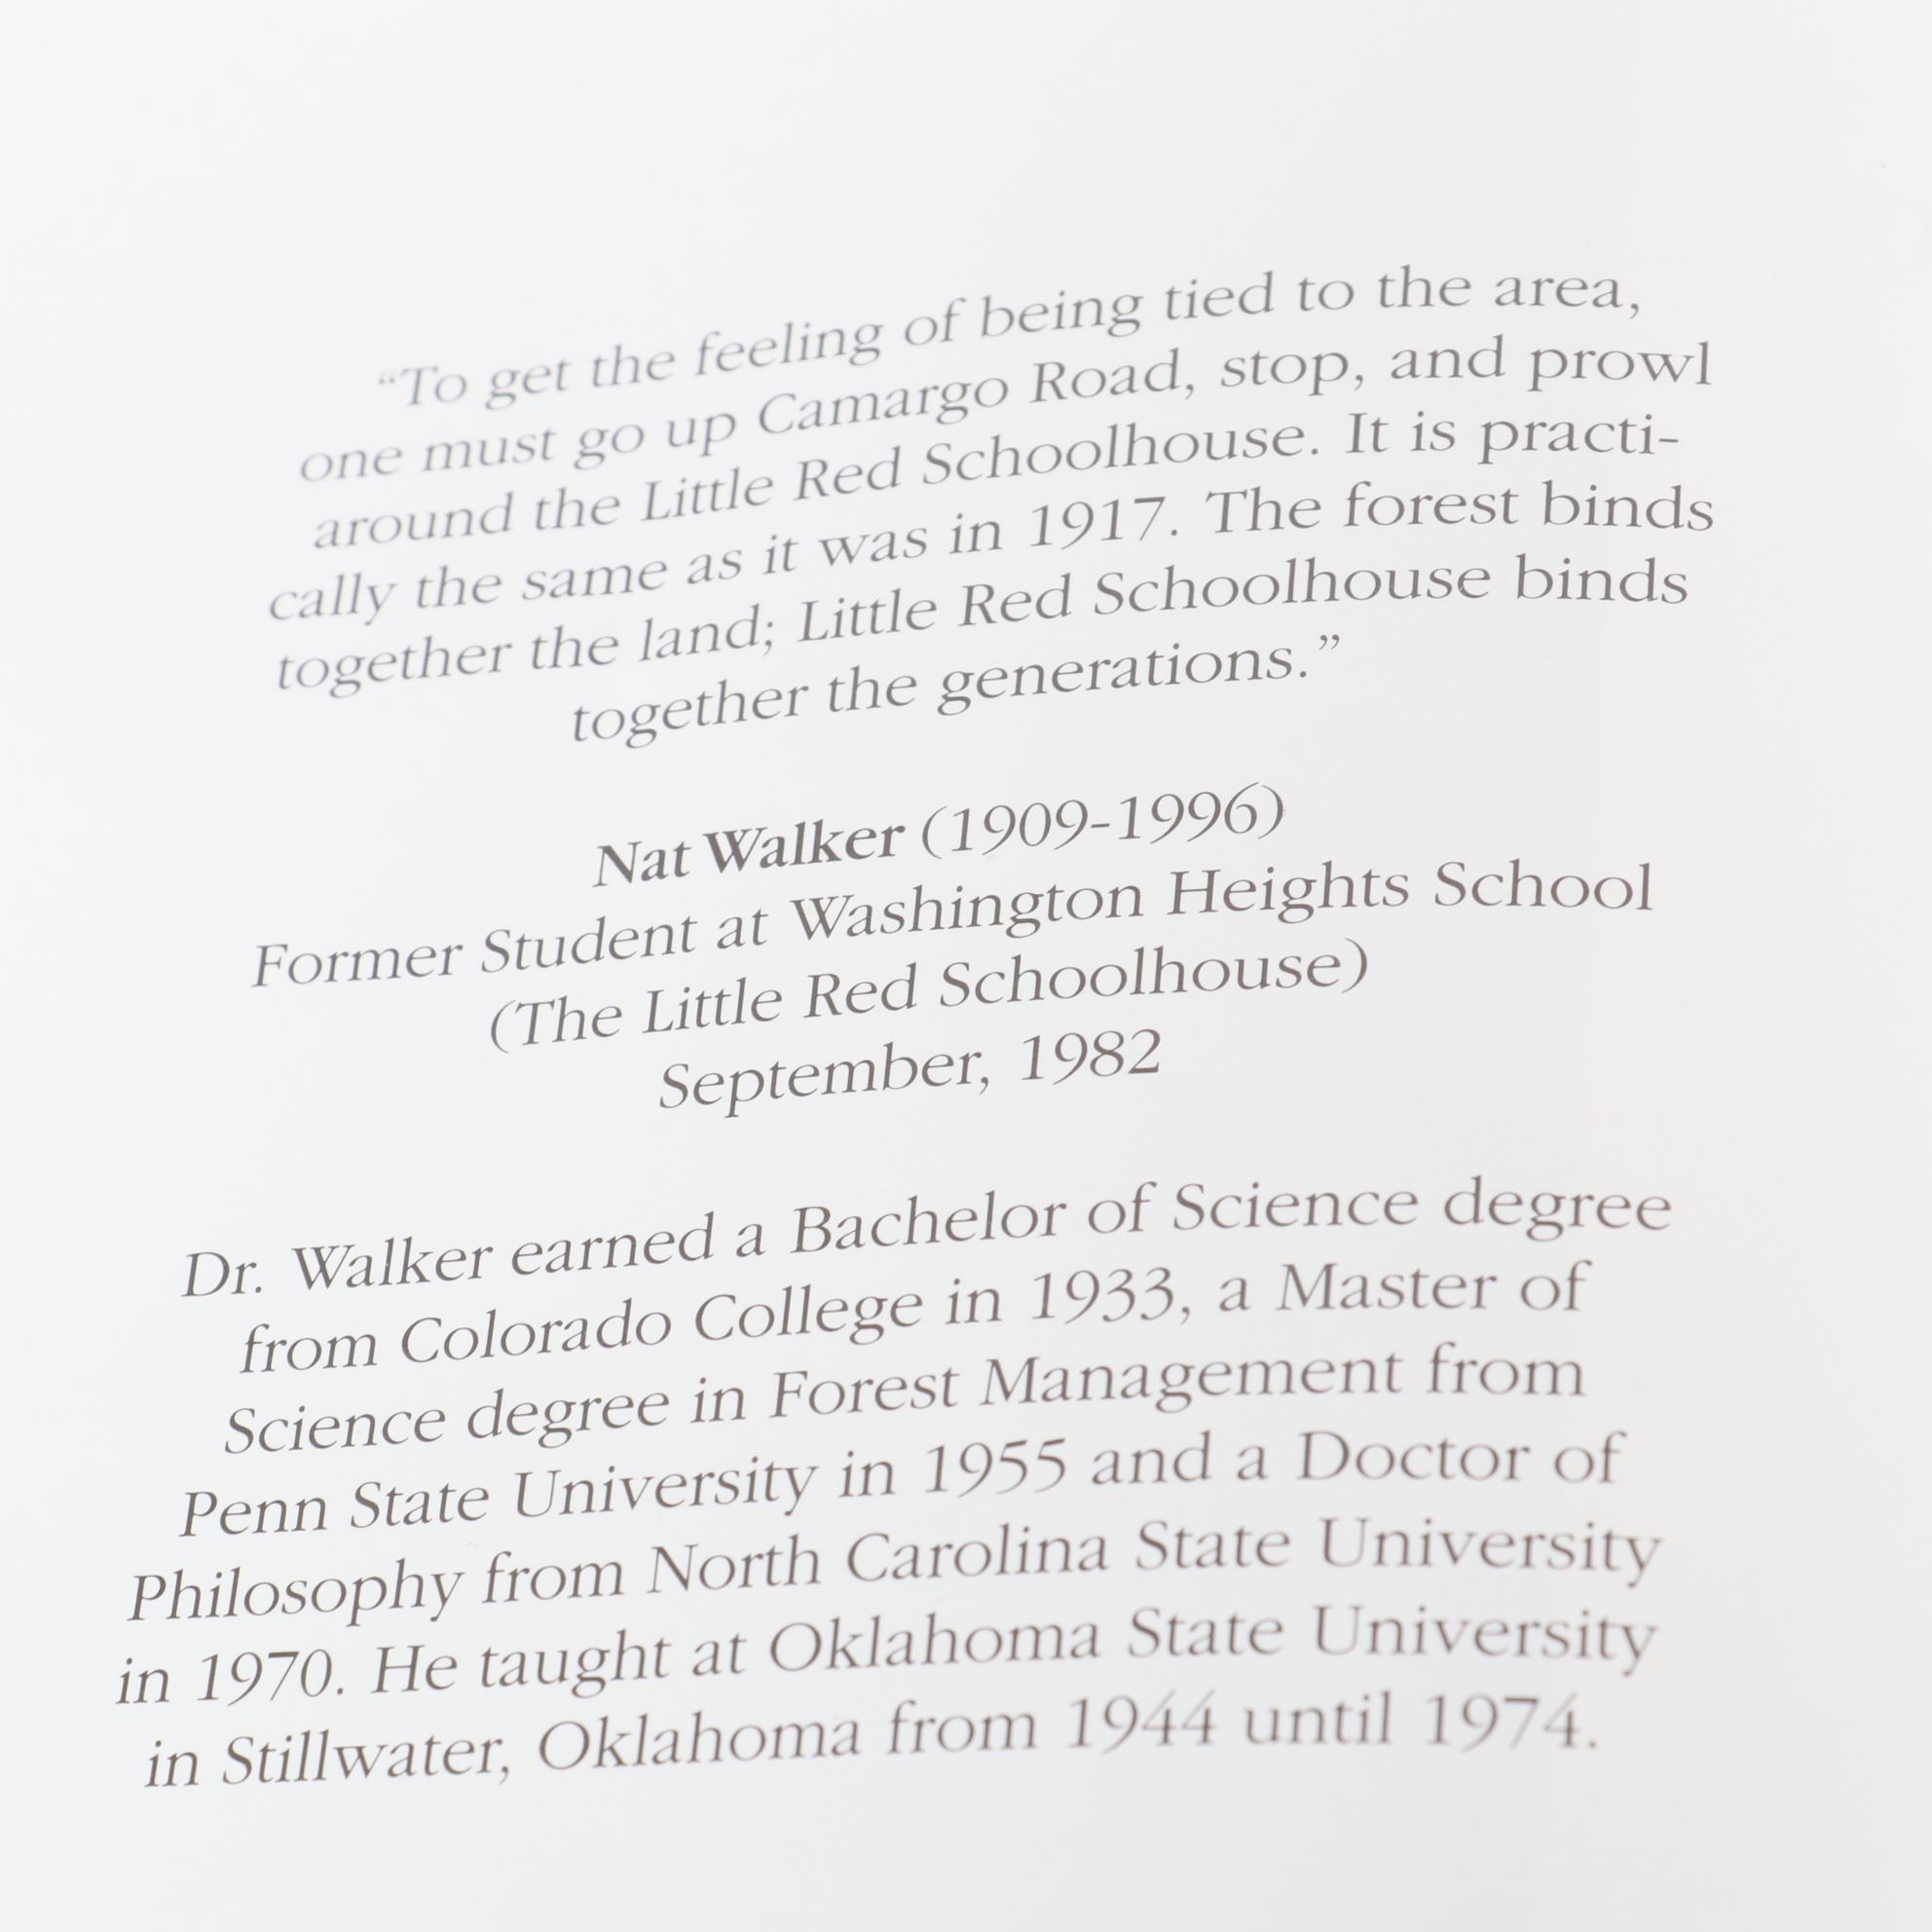 “To get the feeling of being tied to the area,
one must go up Camargo Road, stop, and prowl
around the Little Red Schoolhouse. It is practi-
cally the same as it was in 1917. The forest binds
together the land; Little Red Schoolhouse binds
together the generations.”
Nat Walker (1909-1996)
Former Student at Washington Heights School
(The Little Red Schoolhouse)
September, 1982
Dr. Walker earned a Bachelor of Science degree
from Colorado College in 1933, a Master of
Science degree in Forest Management from
Penn State University in 1955 and a Doctor of
Philosophy from North Carolina State University
in 1970. He taught at Oklahoma State University
in Stillwater, Oklahoma from 1944 until 1974.